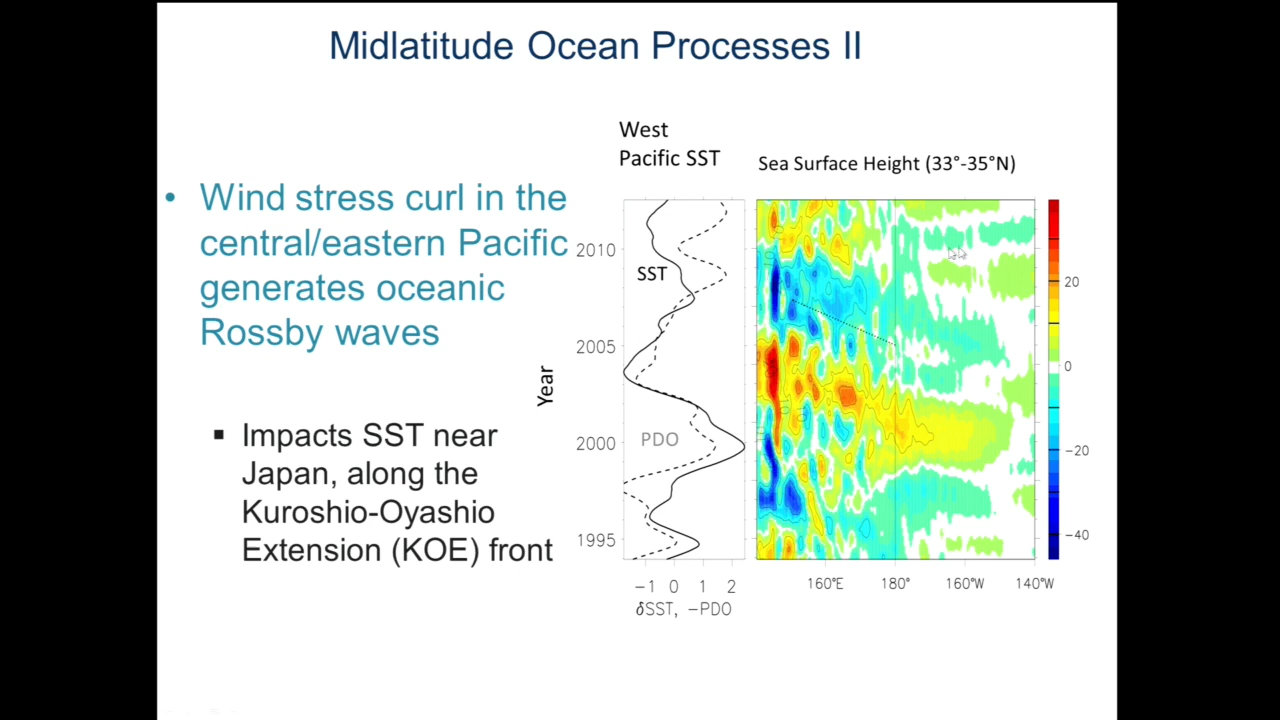 Midlatitude Ocean Processes II
• Wind stress curl in the
central/eastern Pacific
generates oceanic
Rossby waves
▪ Impacts SST near
Japan, along the
Kuroshio-Oyashio
Extension (KOE) front
West
Pacific SST
Sea Surface Height (33°-35°N)
Year
2010
2005
2000
1995
SST
PDO
−1 0 1 2
δSST, −PDO
160°E 180° 160°W 140°W
20
0
−20
−40